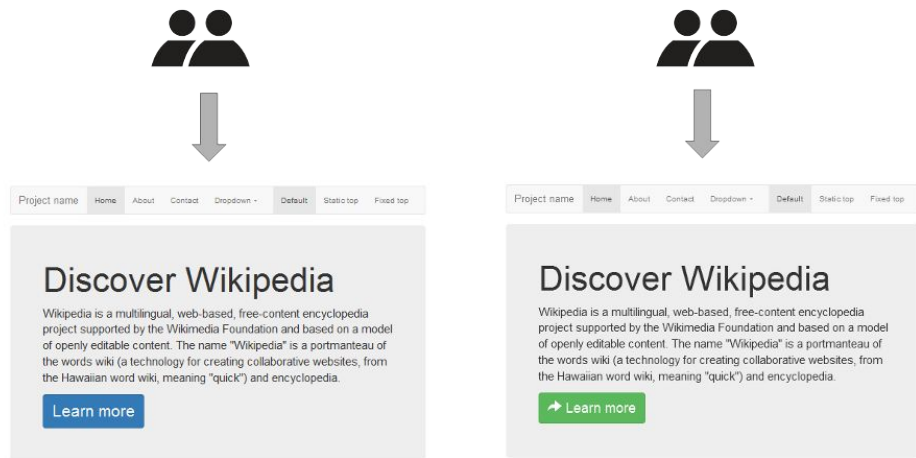 Project name Home About Contact Dropdown Default Static top Fixed top
Discover Wikipedia
Wikipedia is a multilingual, web-based, free-content encyclopedia
project supported by the Wikimedia Foundation and based on a model
of openly editable content. The name "Wikipedia" is a portmanteau of
the words wiki (a technology for creating collaborative websites, from
the Hawaiian word wiki, meaning "quick") and encyclopedia.
Learn more
Project name Home About Contact Dropdown Default Static top Fixed top
Discover Wikipedia
Wikipedia is a multilingual, web-based, free-content encyclopedia
project supported by the Wikimedia Foundation and based on a model
of openly editable content. The name "Wikipedia" is a portmanteau of
the words wiki (a technology for creating collaborative websites, from
the Hawaiian word wiki, meaning "quick") and encyclopedia.
Learn more